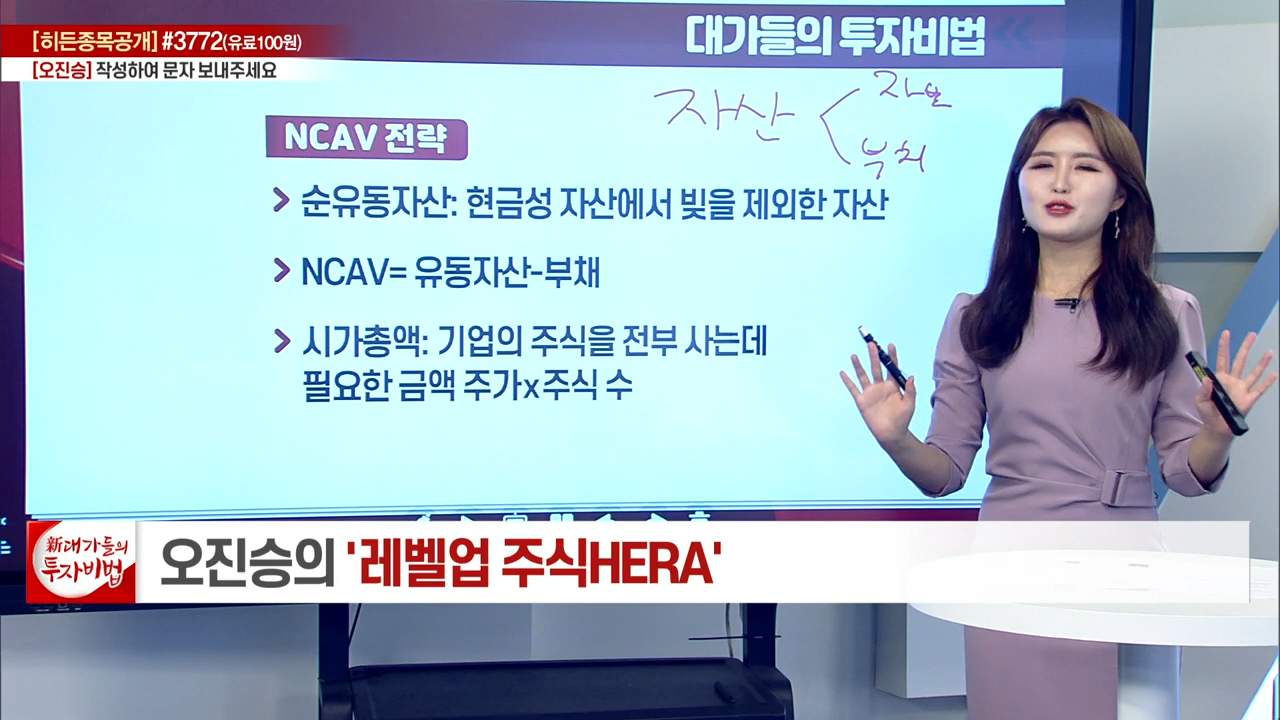 [히든종목공개] #3772(유료100원)
[오진승] 작성하여 문자 보내주세요
대가들의 투자비법
자산
자본
부채
NCAV 전략
순유동자산: 현금성 자산에서 빚을 제외한 자산
NCAV= 유동자산-부채
시가총액: 기업의 주식을 전부 사는데
필요한 금액 주가x주식 수
新대가들의
투자비법
오진승의 '레벨업 주식HERA'